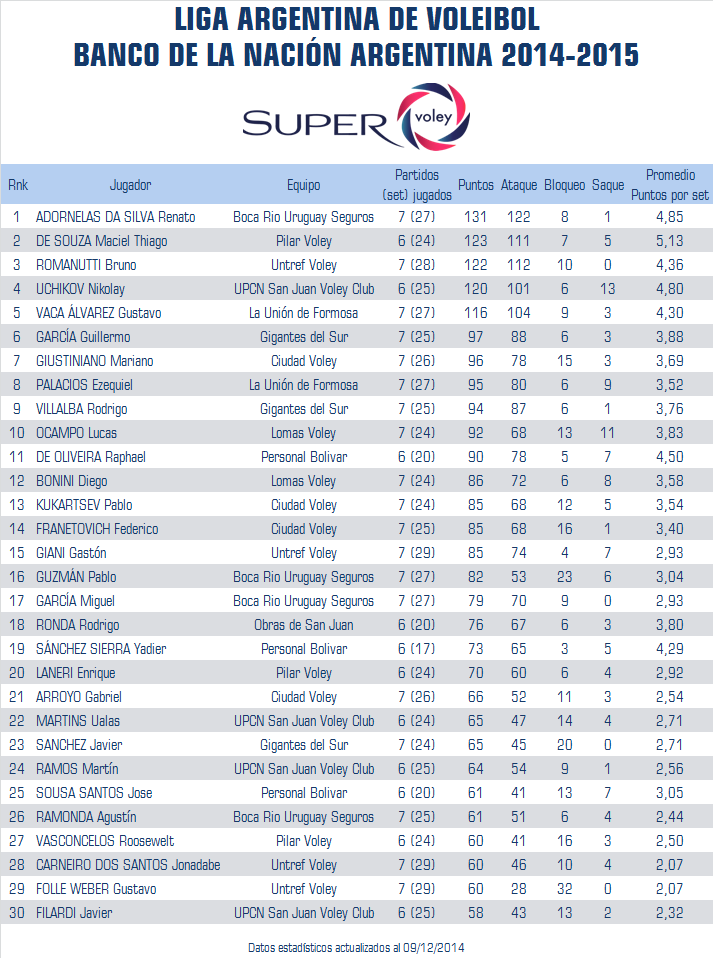 LIGA ARGENTINA DE VOLEIBOL
BANCO DE LA NACIÓN ARGENTINA 2014-2015
SUPER voley
Rnk Jugador Equipo Partidos (set) jugados Puntos Ataque Bloqueo Saque Promedio Puntos por set
1 ADORNELAS DA SILVA Renato Boca Rio Uruguay Seguros 7 (27) 131 122 8 1 4,85
2 DE SOUZA Maciel Thiago Pilar Voley 6 (24) 123 111 7 5 5,13
3 ROMANUTTI Bruno Untref Voley 7 (28) 122 112 10 0 4,36
4 UCHIKOV Nikolay UPCN San Juan Voley Club 6 (25) 120 101 6 13 4,80
5 VACA ÁLVAREZ Gustavo La Unión de Formosa 7 (27) 116 104 9 3 4,30
6 GARCÍA Guillermo Gigantes del Sur 7 (25) 97 88 6 3 3,88
7 GIUSTINIANO Mariano Ciudad Voley 7 (26) 96 78 15 3 3,69
8 PALACIOS Ezequiel La Unión de Formosa 7 (27) 95 80 6 9 3,52
9 VILLALBA Rodrigo Gigantes del Sur 7 (25) 94 87 6 1 3,76
10 OCAMPO Lucas Lomas Voley 7 (24) 92 68 13 11 3,83
11 DE OLIVEIRA Raphael Personal Bolivar 6 (20) 90 78 5 7 4,50
12 BONINI Diego Lomas Voley 7 (24) 86 72 6 8 3,58
13 KUKARTSEV Pablo Ciudad Voley 7 (24) 85 68 12 5 3,54
14 FRANETOVICH Federico Ciudad Voley 7 (25) 85 68 16 1 3,40
15 GIANI Gastón Untref Voley 7 (29) 85 74 4 7 2,93
16 GUZMÁN Pablo Boca Rio Uruguay Seguros 7 (27) 82 53 23 6 3,04
17 GARCÍA Miguel Boca Rio Uruguay Seguros 7 (27) 79 70 9 0 2,93
18 RONDA Rodrigo Obras de San Juan 6 (20) 76 67 6 3 3,80
19 SÁNCHEZ SIERRA Yadier Personal Bolivar 6 (17) 73 65 3 5 4,29
20 LANERI Enrique Pilar Voley 6 (24) 70 60 6 4 2,92
21 ARROYO Gabriel Ciudad Voley 7 (26) 66 52 11 3 2,54
22 MARTINS Ualas UPCN San Juan Voley Club 6 (24) 65 47 14 4 2,71
23 SANCHEZ Javier Gigantes del Sur 7 (24) 65 45 20 0 2,71
24 RAMOS Martín UPCN San Juan Voley Club 6 (25) 64 54 9 1 2,56
25 SOUSA SANTOS Jose Personal Bolivar 6 (20) 61 41 13 7 3,05
26 RAMONDA Agustín Boca Rio Uruguay Seguros 7 (25) 61 51 6 4 2,44
27 VASCONCELOS Roosewelt Pilar Voley 6 (24) 60 41 16 3 2,50
28 CARNEIRO DOS SANTOS Jonadabe Untref Voley 7 (29) 60 46 10 4 2,07
29 FOLLE WEBER Gustavo Untref Voley 7 (29) 60 28 32 0 2,07
30 FILARDI Javier UPCN San Juan Voley Club 6 (25) 58 43 13 2 2,32
Datos estadísticos actualizados al 09/12/2014